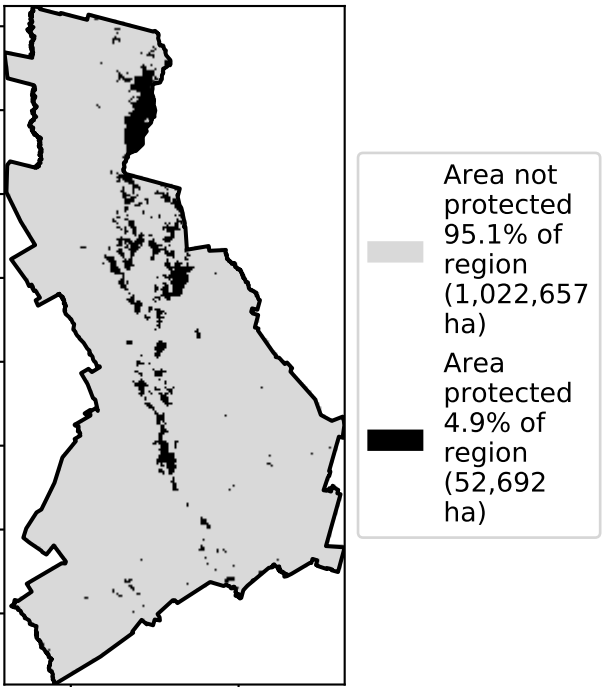 Area not
protected
95.1% of
region
(1,022,657
ha)
Area
protected
4.9% of
region
(52,692
ha)